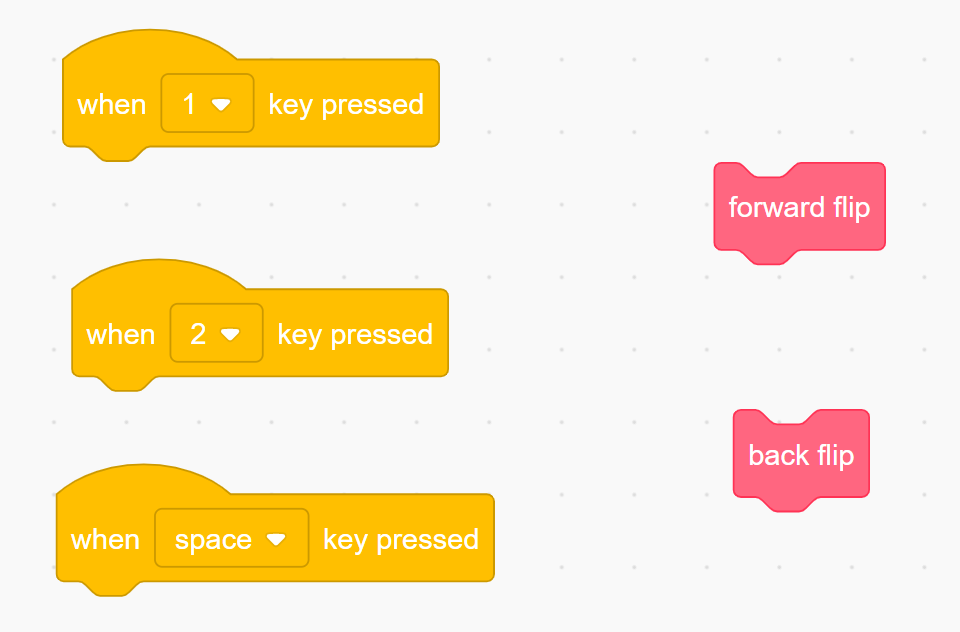 when 1 key pressed
forward flip
when 2 key pressed
back flip
when space key pressed